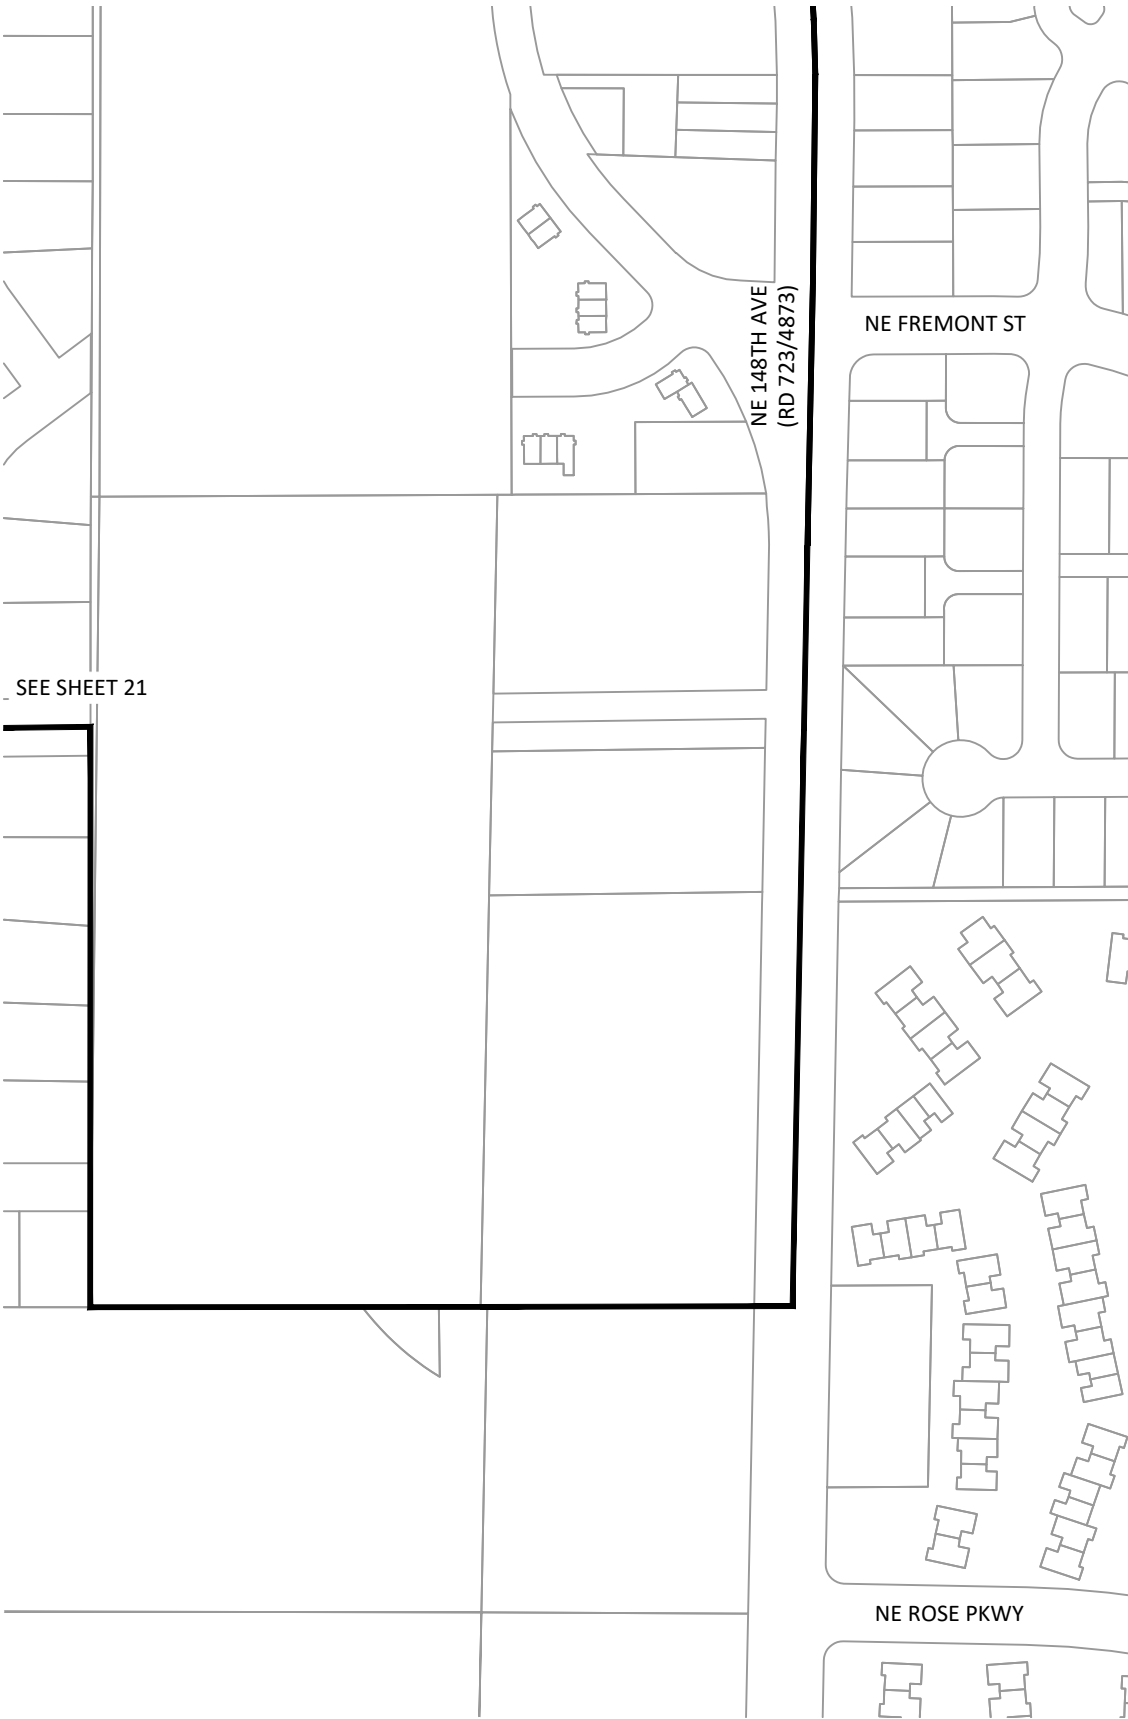 NE 148TH AVE
(RD 723/4873)
NE FREMONT ST
SEE SHEET 21
NE ROSE PKWY